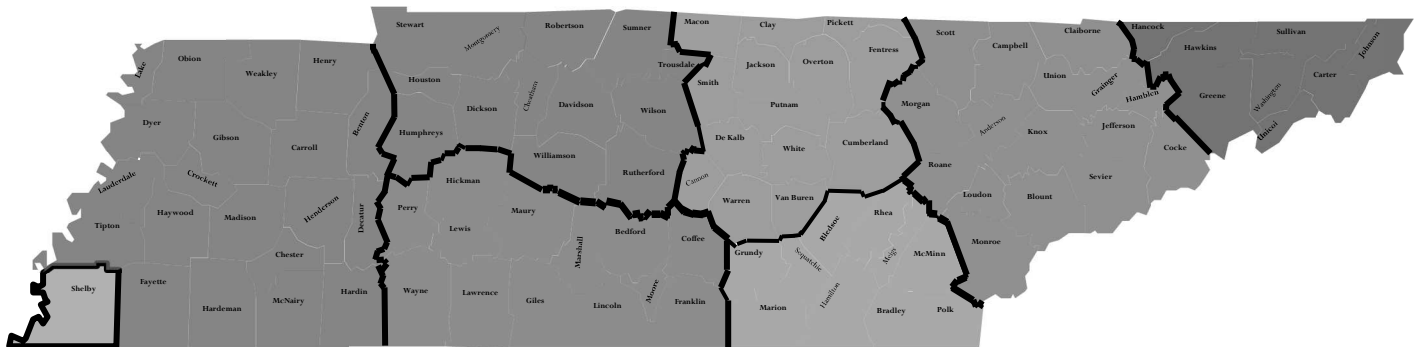 Stewart
Montgomery
Robertson
Sumner
Macon
Clay
Pickett
Scott
Campbell
Claiborne
Hancock
Hawkins
Sullivan
Johnson
Lake
Obion
Weakley
Henry
Houston
Dickson
Cheatham
Davidson
Trousdale
Smith
Wilson
Jackson
Overton
Fentress
Morgan
Union
Grainger
Hamblen
Greene
Washington
Carter
Unicoi
Dyer
Gibson
Carroll
Benton
Humphreys
Williamson
Rutherford
De Kalb
Putnam
White
Cumberland
Anderson
Knox
Jefferson
Cocke
Roane
Lauderdale
Crockett
Haywood
Madison
Henderson
Decatur
Perry
Hickman
Maury
Cannon
Warren
Van Buren
Bledsoe
Rhea
Loudon
Blount
Sevier
Tipton
Chester
Lewis
Marshall
Bedford
Coffee
Grundy
Sequatchie
Meigs
McMinn
Monroe
Shelby
Fayette
Hardeman
McNairy
Hardin
Wayne
Lawrence
Giles
Lincoln
Moore
Franklin
Marion
Hamilton
Bradley
Polk